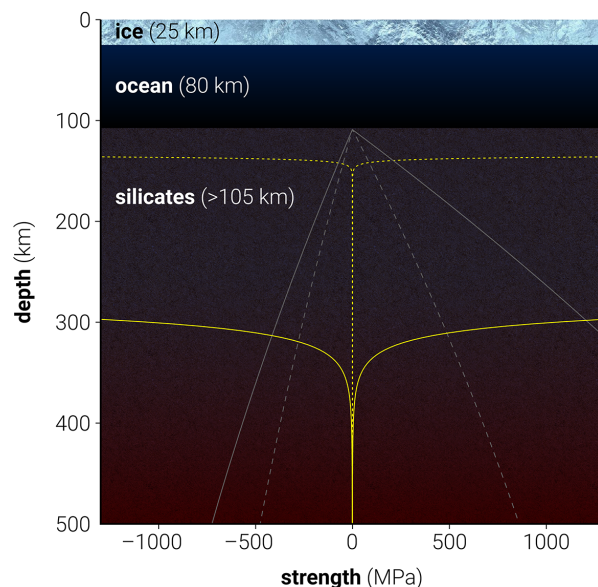 0
ice (25 km)
ocean (80 km)
100
silicates (>105 km)
200
depth (km)
300
400
500
−1000 −500 0 500 1000
strength (MPa)